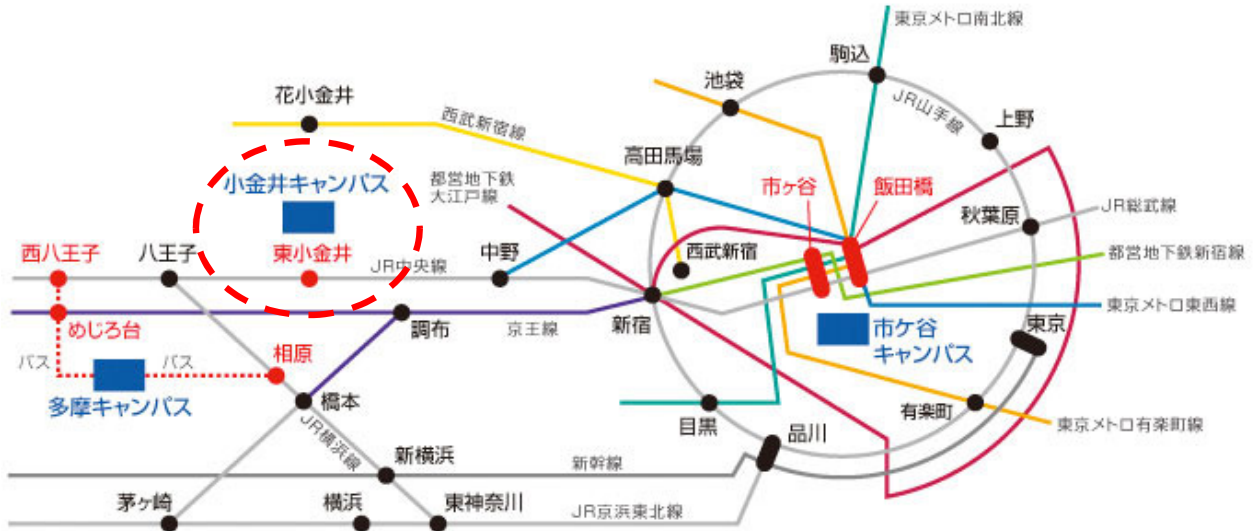 東京メトロ南北線
駒込
池袋
JR山手線
上野
花小金井
西武新宿線
高田馬場
小金井キャンパス
都営地下鉄
大江戸線
市ヶ谷
飯田橋
秋葉原
JR総武線
西八王子
八王子
東小金井
JR中央線
中野
西武新宿
都営地下鉄新宿線
東京メトロ東西線
めじろ台
調布
京王線
新宿
市ケ谷
キャンパス
東京
バス
バス
相原
多摩キャンパス
橋本
目黒
有楽町
東京メトロ有楽町線
JR横浜線
新横浜
新幹線
品川
茅ヶ崎
横浜
東神奈川
JR京浜東北線